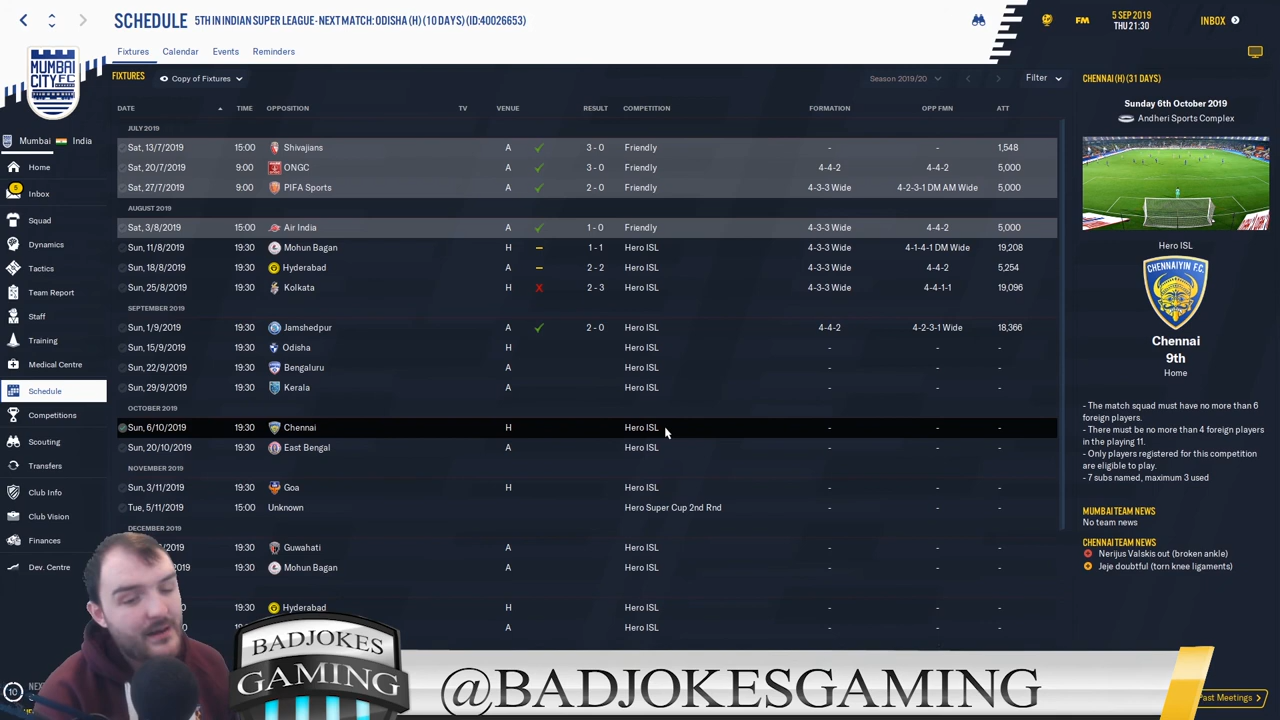 SCHEDULE 5TH IN INDIAN SUPER LEAGUE - NEXT MATCH: ODISHA (H) (10 DAYS) (ID:40026653)
5 SEP 2019
THU 21:30
FM
INBOX
Fixtures Calendar Events Reminders
MUMBAI CITY FC
FIXTURES Copy of Fixtures Season 2019/20 Filter
DATE TIME OPPOSITION TV VENUE RESULT COMPETITION FORMATION OPP FMN ATT
JULY 2019
Sat, 13/7/2019 15:00 Shivajians A 3 - 0 Friendly - - 1,548
Sat, 20/7/2019 9:00 ONGC A 3 - 0 Friendly 4-4-2 4-4-2 5,000
Sat, 27/7/2019 9:00 PIFA Sports A 2 - 0 Friendly 4-3-3 Wide 4-2-3-1 DM AM Wide 5,000
AUGUST 2019
Sat, 3/8/2019 15:00 Air India A 1 - 0 Friendly 4-3-3 Wide 4-4-2 5,000
Sun, 11/8/2019 19:30 Mohun Bagan H 1 - 1 Hero ISL 4-3-3 Wide 4-1-4-1 DM Wide 19,208
Sun, 18/8/2019 19:30 Hyderabad A 2 - 2 Hero ISL 4-3-3 Wide 4-4-2 5,254
Sun, 25/8/2019 19:30 Kolkata H 2 - 3 Hero ISL 4-3-3 Wide 4-4-1-1 19,096
SEPTEMBER 2019
Sun, 1/9/2019 19:30 Jamshedpur A 2 - 0 Hero ISL 4-4-2 4-2-3-1 Wide 18,366
Sun, 15/9/2019 19:30 Odisha H Hero ISL - - -
Sun, 22/9/2019 19:30 Bengaluru A Hero ISL - - -
Sun, 29/9/2019 19:30 Kerala A Hero ISL - - -
OCTOBER 2019
Sun, 6/10/2019 19:30 Chennai H Hero ISL - - -
Sun, 20/10/2019 19:30 East Bengal A Hero ISL - - -
NOVEMBER 2019
Sun, 3/11/2019 19:30 Goa H Hero ISL - - -
Tue, 5/11/2019 15:00 Unknown Hero Super Cup 2nd Rnd - - -
DECEMBER 2019
19:30 Guwahati A Hero ISL - - -
19:30 Mohun Bagan A Hero ISL - - -
19:30 Hyderabad H Hero ISL - - -
19:30 A Hero ISL - - -
Mumbai India
Home
5
Inbox
Squad
Dynamics
Tactics
Team Report
Staff
Training
Medical Centre
Schedule
Competitions
Scouting
Transfers
Club Info
Club Vision
Finances
Dev. Centre
10
CHENNAI (H) (31 DAYS)
Sunday 6th October 2019
Andheri Sports Complex
Hero ISL
CHENNAIYIN F.C.
Chennai
9th
Home
- The match squad must have no more than 6
foreign players.
- There must be no more than 4 foreign players
in the playing 11.
- Only players registered for this competition
are eligible to play.
- 7 subs named, maximum 3 used
MUMBAI TEAM NEWS
No team news
CHENNAI TEAM NEWS
Nerijus Valskis out (broken ankle)
Jeje doubtful (torn knee ligaments)
BADJOKES
GAMING
@BADJOKESGAMING
Past Meetings